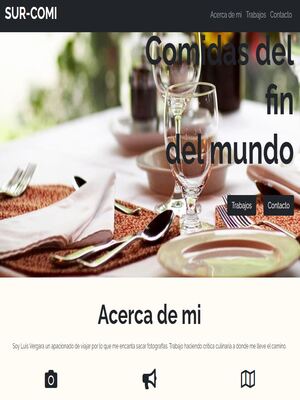 SUR-COMI
Acerca de mi Trabajos Contacto
Comidas del
fin
del mundo
Trabajos Contacto
Acerca de mi
Soy Luis Vergara un apacionado de viajar por lo que me encanta sacar fotografías. Trabajo haciendo crítica culinaria a donde me lleve el camino.